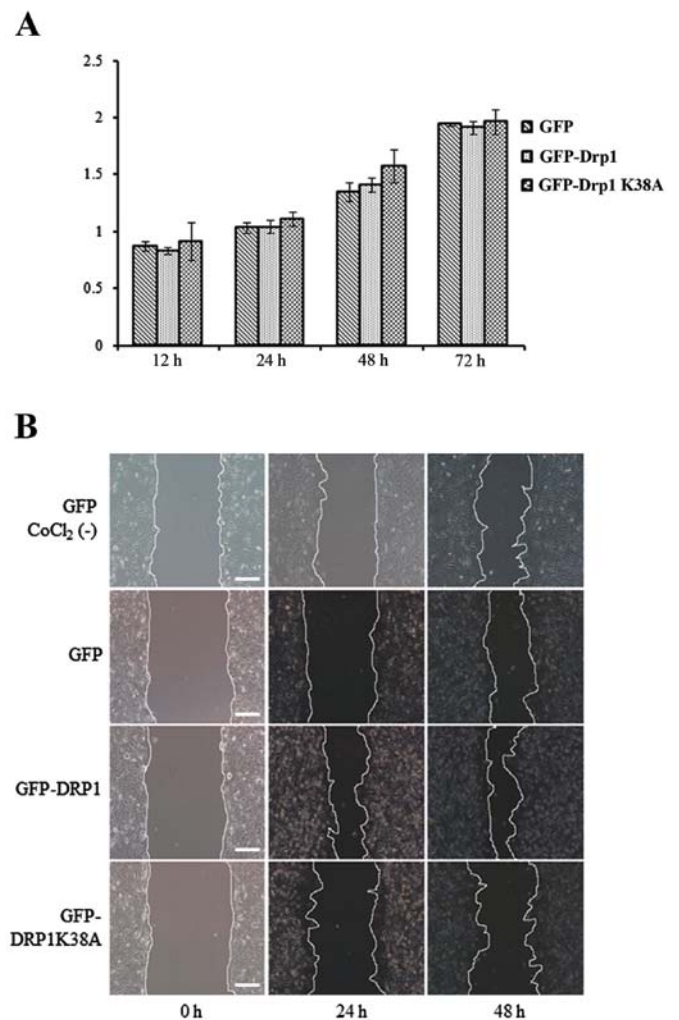 A
2.5
2
1.5
1
0.5
0
12 h 24 h 48 h 72 h
GFP
GFP-Drp1
GFP-Drp1 K38A
B
GFP
CoCl₂ (-)
GFP
GFP-DRP1
GFP-
DRP1K38A
0 h 24 h 48 h